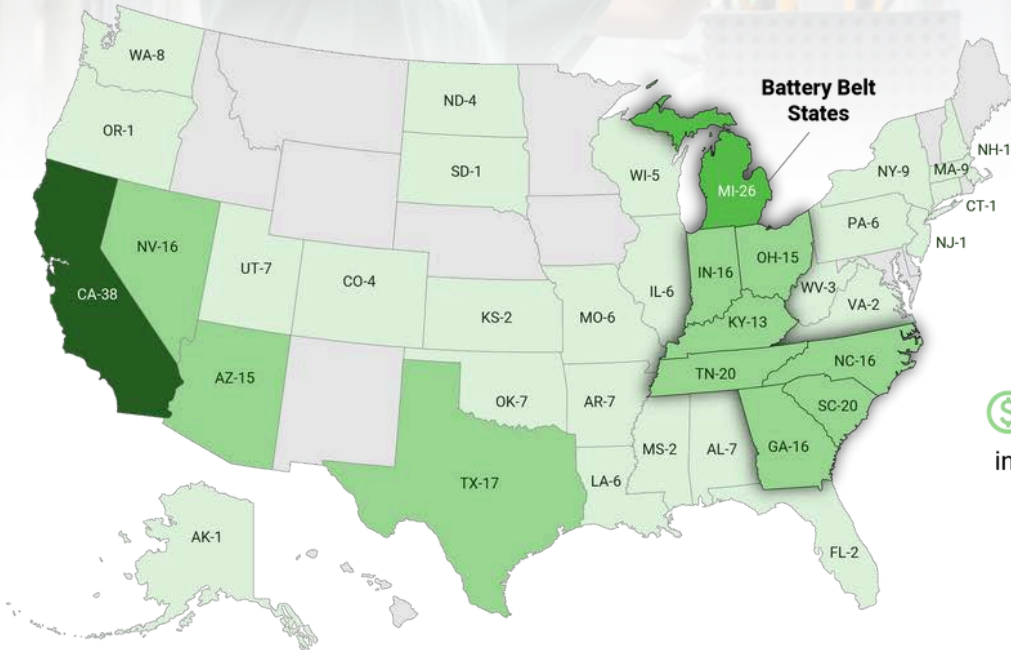 WA-8
OR-1
CA-38
NV-16
UT-7
AZ-15
CO-4
ND-4
SD-1
KS-2
OK-7
TX-17
WI-5
IL-6
MO-6
AR-7
LA-6
MS-2
AL-7
Battery Belt
States
MI-26
IN-16
OH-15
KY-13
TN-20
NC-16
SC-20
GA-16
FL-2
WV-3
VA-2
PA-6
NY-9
MA-9
NH-1
CT-1
NJ-1
AK-1
$
in